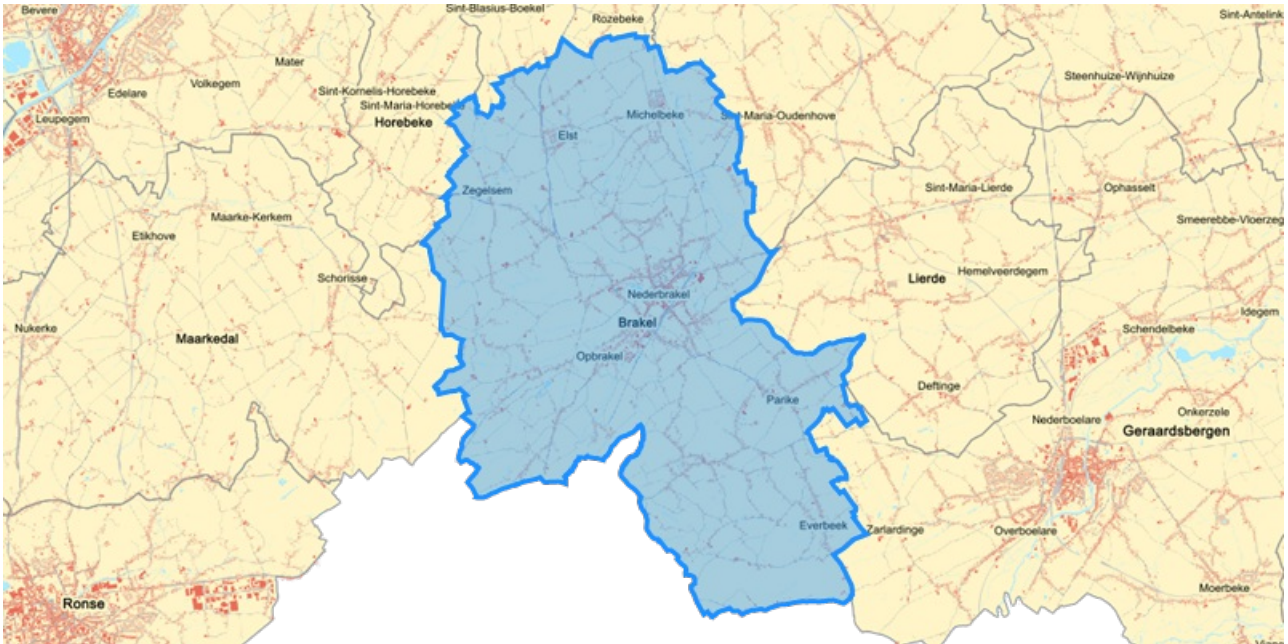 Bevere
Sint-Blasius-Boekel
Rozebeke
Sint-Antelink
Mater
Volkegem
Edelare
Steenhuize-Wijnhuize
Sint-Kornelis-Horebeke
Sint-Maria-Horebeke
Leupegem
Horebeke
Michelbeke
Sint-Maria-Oudenhove
Elst
Zegelsem
Sint-Maria-Lierde
Ophasselt
Maarke-Kerkem
Smeerebbe-Vloerzeg
Etikhove
Schorisse
Lierde
Hemelveerdegem
Nederbrakel
Idegem
Nukerke
Maarkedal
Brakel
Schendelbeke
Opbrakel
Deftinge
Parike
Onkerzele
Nederboelare
Geraardsbergen
Everbeek
Zarlardinge
Overboelare
Moerbeke
Ronse